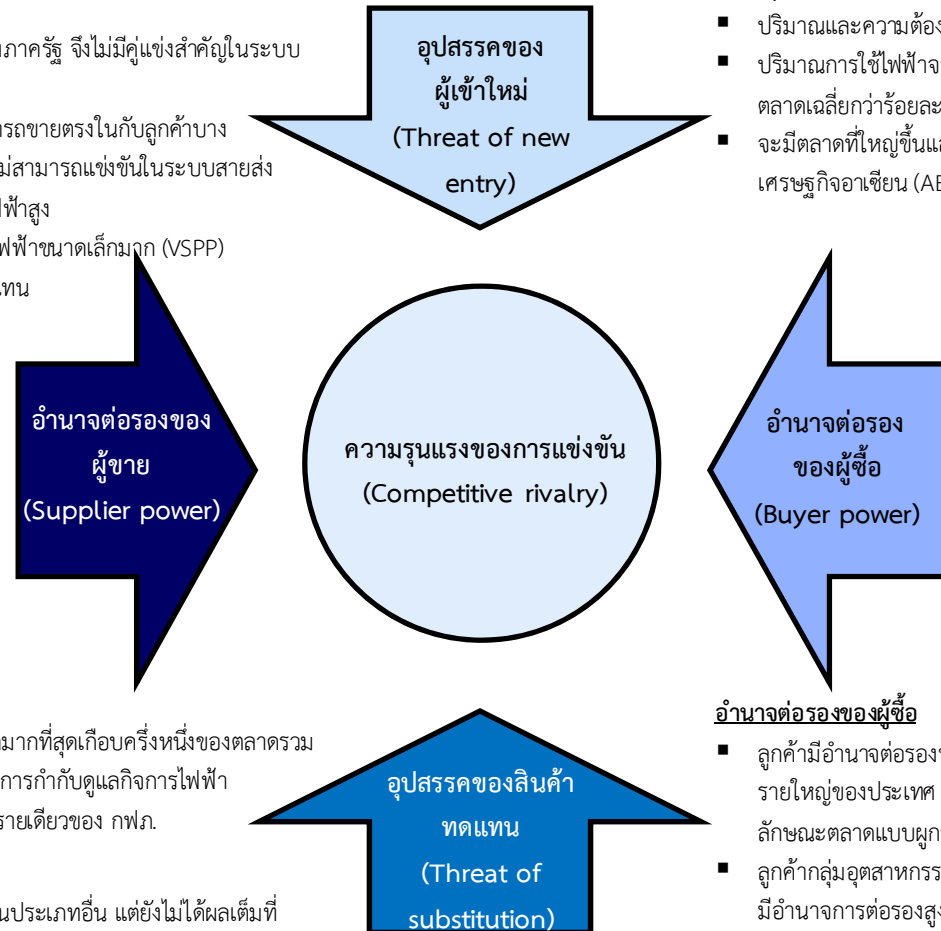 ภาครัฐ จึงไม่มีคู่แข่งสำคัญในระบบ
ขายตรงในกับลูกค้าบาง
สามารถแข่งขันในระบบสายส่ง
สูง
ไฟฟ้าขนาดเล็กมาก (VSPP)
อุปสรรคของ
ผู้เข้าใหม่
(Threat of new
entry)
ปริมาณและความต้อง
ปริมาณการใช้ไฟฟ้าจ
ตลาดเฉลี่ยกว่าร้อยละ
จะมีตลาดที่ใหญ่ขึ้น
เศรษฐกิจอาเซียน
อำนาจต่อรองของ
ผู้ขาย
(Supplier power)
ความรุนแรงของการแข่งขัน
(Competitive rivalry)
อำนาจต่อรอง
ของผู้ซื้อ
(Buyer power)
มากที่สุดเกือบครึ่งหนึ่งของตลาดรวม
การกำกับดูแลกิจการไฟฟ้า
รายเดียวของ กฟภ.
ประเภทอื่น แต่ยังไม่ได้ผลเต็มที่
อุปสรรคของสินค้า
ทดแทน
(Threat of
substitution)
อำนาจต่อรองของผู้ซื้อ
ลูกค้ามีอำนาจต่อรอง
รายใหญ่ของประเทศ
ลักษณะตลาดแบบผูก
ลูกค้ากลุ่มอุตสาหกรร
มีอำนาจการต่อรองสูง